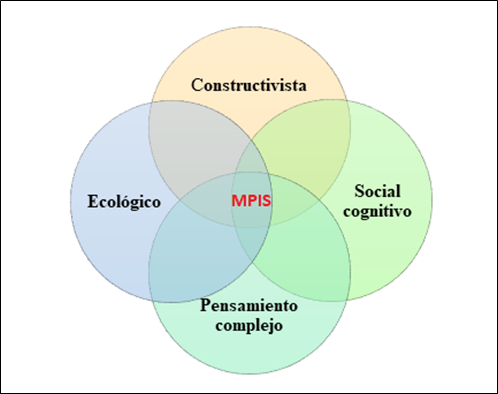 Constructivista
Ecológico
MPIS
Social
cognitivo
Pensamiento
complejo